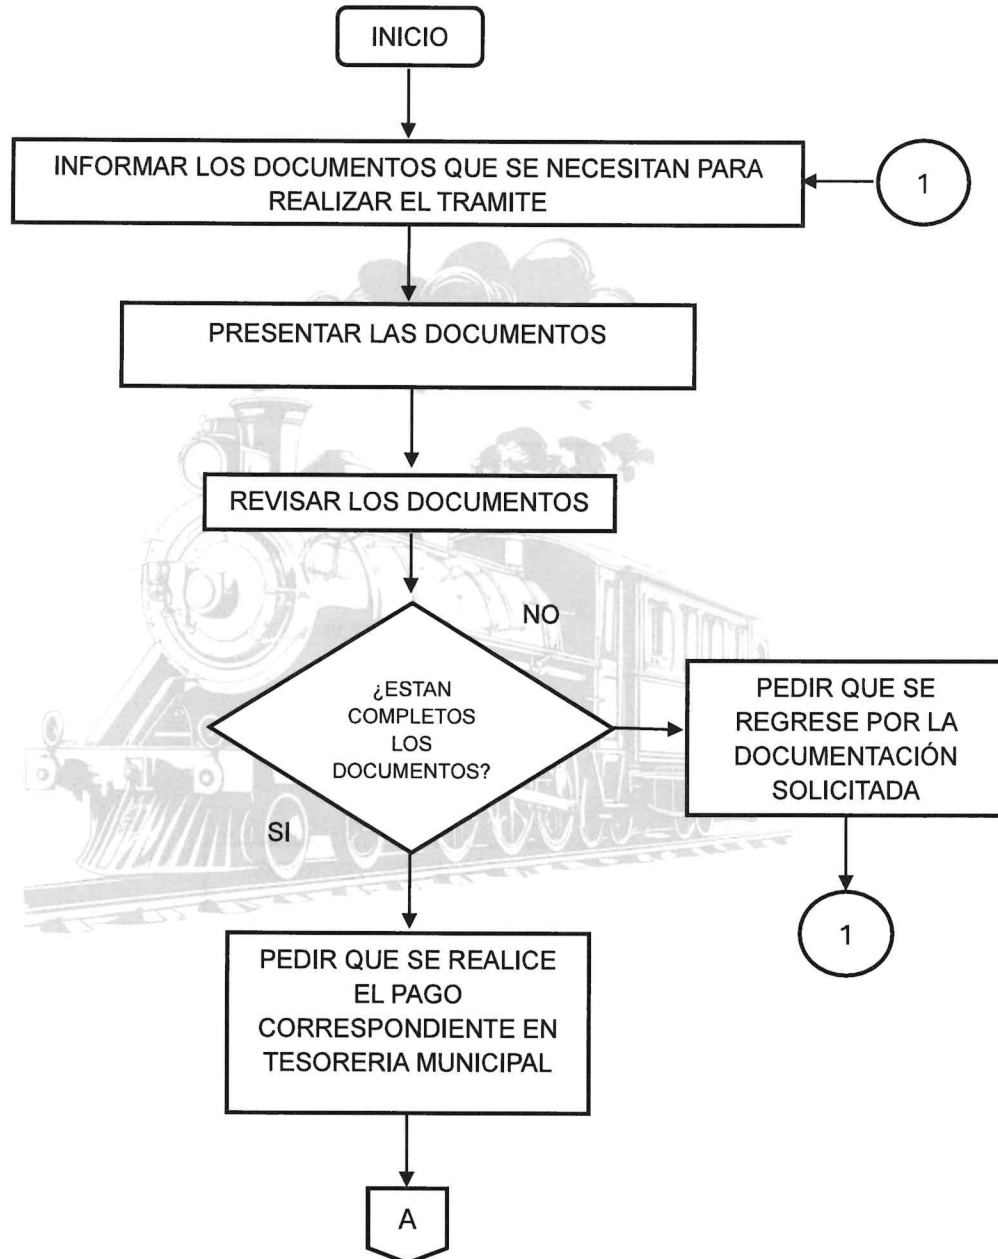 INICIO
INFORMAR LOS DOCUMENTOS QUE SE NECESITAN PARA
REALIZAR EL TRAMITE
1
PRESENTAR LAS DOCUMENTOS
REVISAR LOS DOCUMENTOS
NO
¿ESTAN
COMPLETOS
LOS
DOCUMENTOS?
PEDIR QUE SE
REGRESE POR LA
DOCUMENTACIÓN
SOLICITADA
SI
1
PEDIR QUE SE REALICE
EL PAGO
CORRESPONDIENTE EN
TESORERIA MUNICIPAL
A